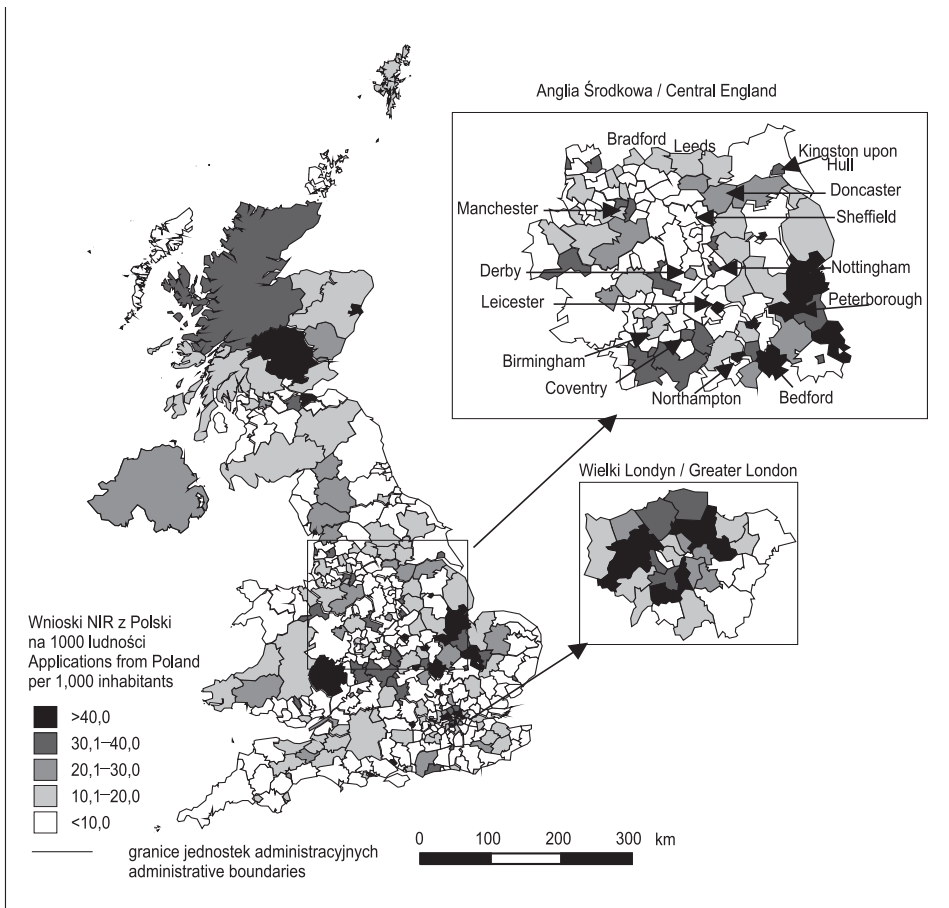 Anglia Środkowa / Central England
Bradford
Leeds
Kingston upon
Hull
Doncaster
Manchester
Sheffield
Derby
Nottingham
Leicester
Peterborough
Birmingham
Coventry
Northampton
Bedford
Wielki Londyn / Greater London
Wnioski NIR z Polski
na 1000 ludności
Applications from Poland
per 1,000 inhabitants
>40,0
30,1–40,0
20,1–30,0
10,1–20,0
<10,0
granice jednostek administracyjnych
administrative boundaries
0 100 200 300 km